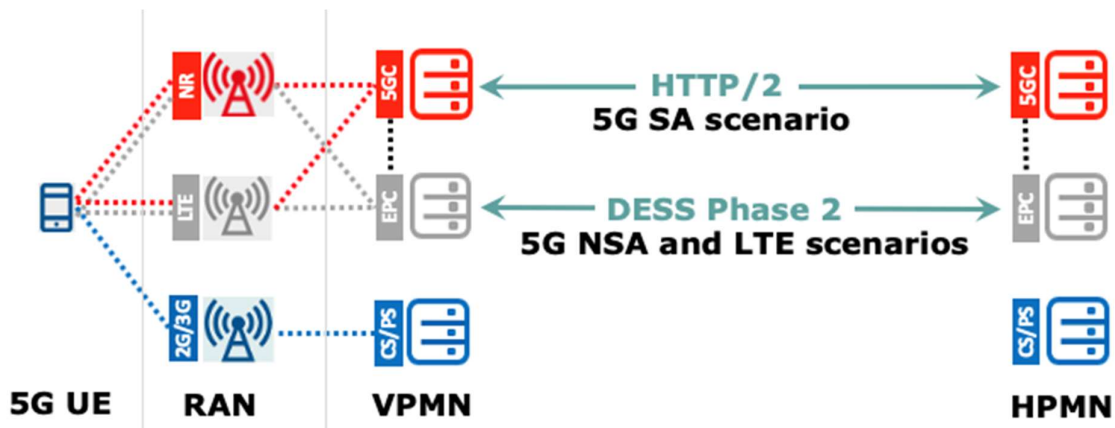 NR
5GC
HTTP/2
5G SA scenario
5GC
LTE
EPC
DESS Phase 2
5G NSA and LTE scenarios
EPC
2G/3G
CS/PS
CS/PS
5G UE
RAN
VPMN
HPMN